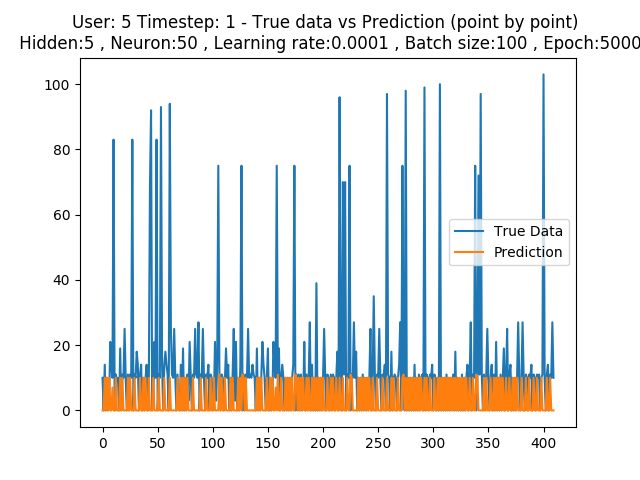 User: 5 Timestep: 1 - True data vs Prediction (point by point)
Hidden:5 , Neuron:50 , Learning rate:0.0001 , Batch size:100 , Epoch:5000
100
80
60
40
20
0
True Data
Prediction
0 50 100 150 200 250 300 350 400